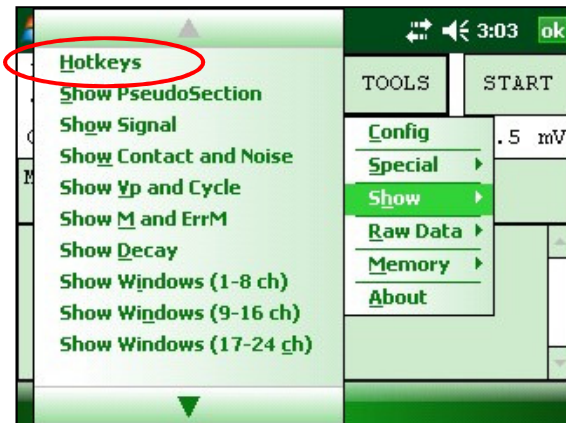 3:03 ok
TOOLS START
.5 mV
Hotkeys
Show PseudoSection
Show Signal
Show Contact and Noise
Show Vp and Cycle
Show M and ErrM
Show Decay
Show Windows (1-8 ch)
Show Windows (9-16 ch)
Show Windows (17-24 ch)
Config
Special
Show
Raw Data
Memory
About